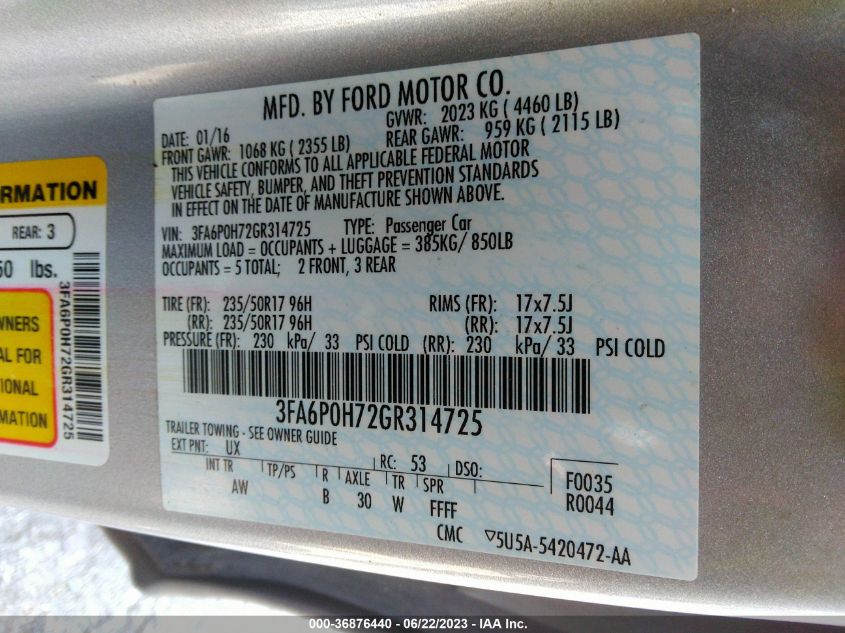 MFD. BY FORD MOTOR CO.
DATE: 01/16 GVWR: 2023 KG ( 4460 LB)
FRONT GAWR: 1068 KG ( 2355 LB) REAR GAWR: 959 KG ( 2115 LB)
THIS VEHICLE CONFORMS TO ALL APPLICABLE FEDERAL MOTOR
VEHICLE SAFETY, BUMPER, AND THEFT PREVENTION STANDARDS
IN EFFECT ON THE DATE OF MANUFACTURE SHOWN ABOVE.
VIN: 3FA6P0H72GR314725 TYPE: Passenger Car
MAXIMUM LOAD = OCCUPANTS + LUGGAGE = 385KG/ 850LB
OCCUPANTS = 5 TOTAL; 2 FRONT, 3 REAR
TIRE (FR): 235/50R17 96H RIMS (FR): 17x7.5J
(RR): 235/50R17 96H (RR): 17x7.5J
PRESSURE (FR): 230 kPa/ 33 PSI COLD (RR): 230 kPa/ 33 PSI COLD
3FA6P0H72GR314725
TRAILER TOWING - SEE OWNER GUIDE
EXT PNT: UX RC: 53 DSO:
INT TR TP/PS R AXLE TR SPR
AW B 30 W FFFF
F0035
R0044
CMC ▽5U5A-5420472-AA
RMATION
REAR: 3
50 lbs.
WNERS
AL FOR
TIONAL
MATION
3FA6P0H72GR314725
000-36876440 - 06/22/2023 - IAA Inc.